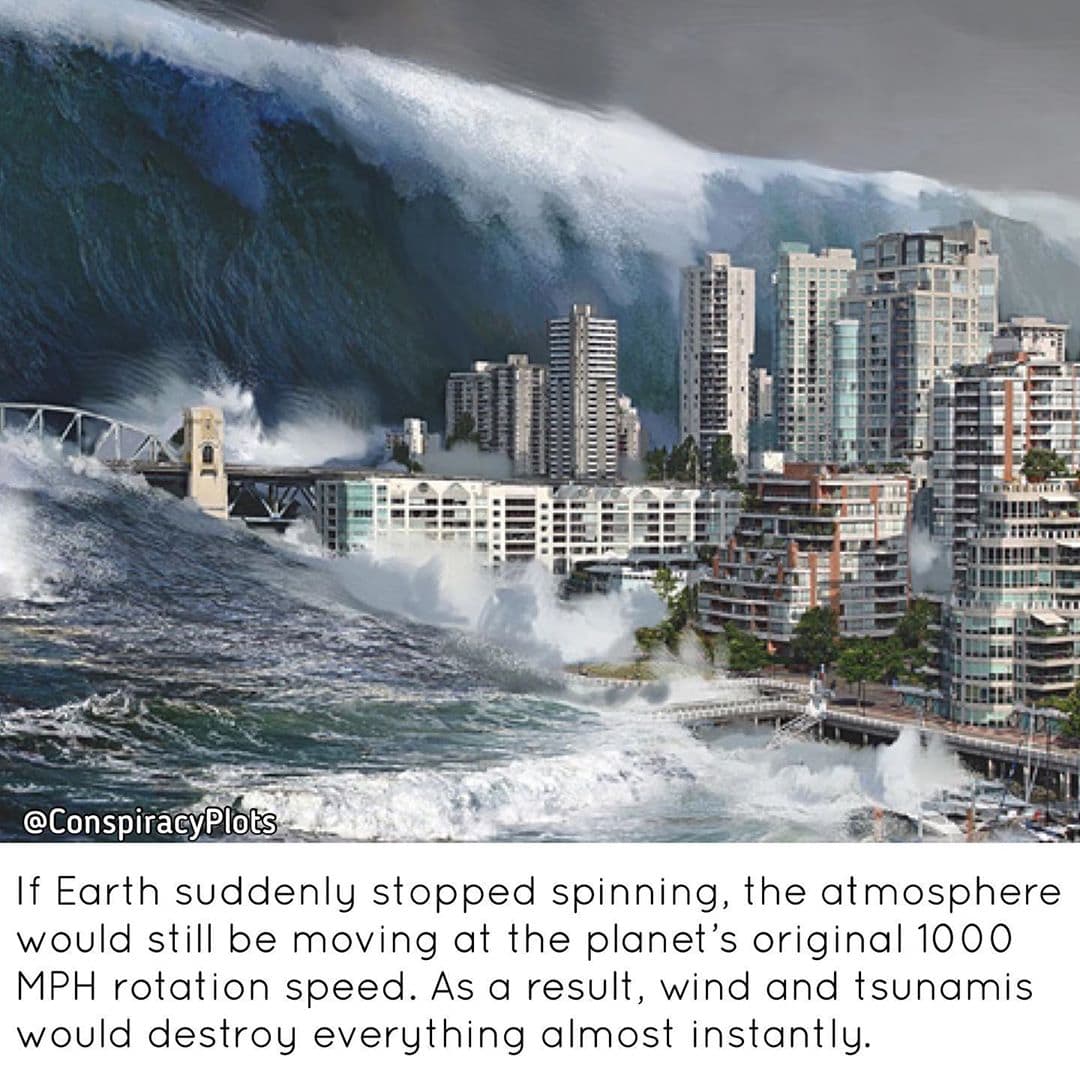 @ConspiracyPlots
If Earth suddenly stopped spinning, the atmosphere
would still be moving at the planet’s original 1000
MPH rotation speed. As a result, wind and tsunamis
would destroy everything almost instantly.